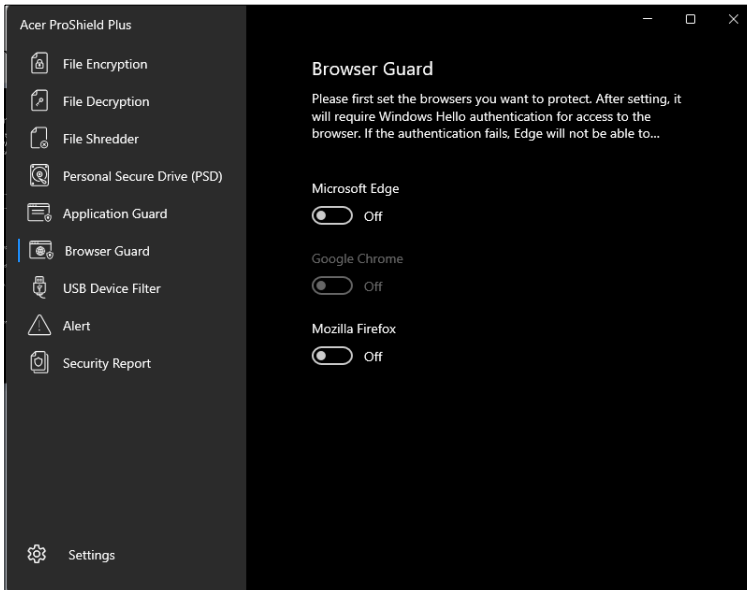 Acer ProShield Plus
File Encryption
File Decryption
File Shredder
Personal Secure Drive (PSD)
Application Guard
Browser Guard
USB Device Filter
Alert
Security Report
Settings
Browser Guard
Please first set the browsers you want to protect. After setting, it
will require Windows Hello authentication for access to the
browser. If the authentication fails, Edge will not be able to...
Microsoft Edge
Off
Google Chrome
Off
Mozilla Firefox
Off